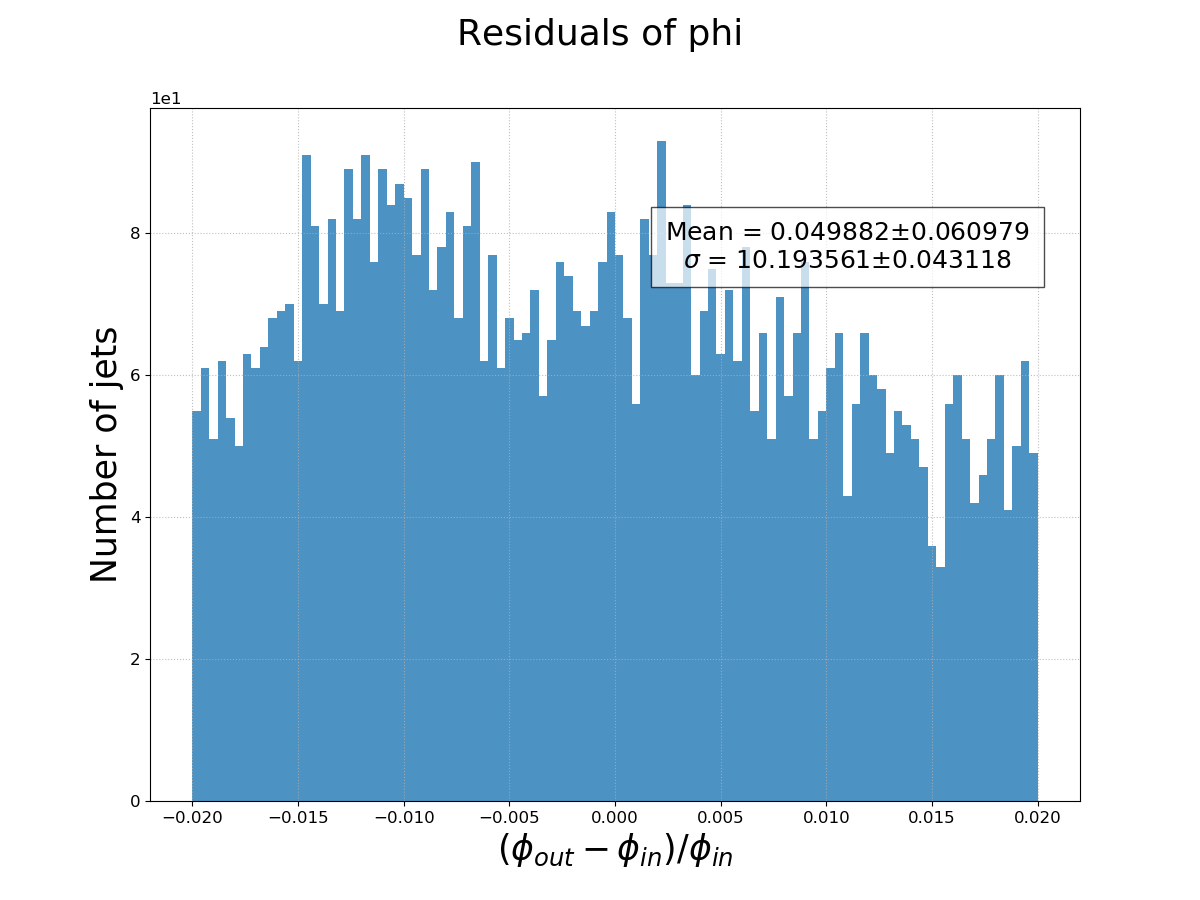 Residuals of phi
1e1
8
6
4
2
0
Number of jets
Mean = 0.049882±0.060979
σ = 10.193561±0.043118
−0.020 −0.015 −0.010 −0.005 0.000 0.005 0.010 0.015 0.020
(ϕ_out − ϕ_in)/ϕ_in